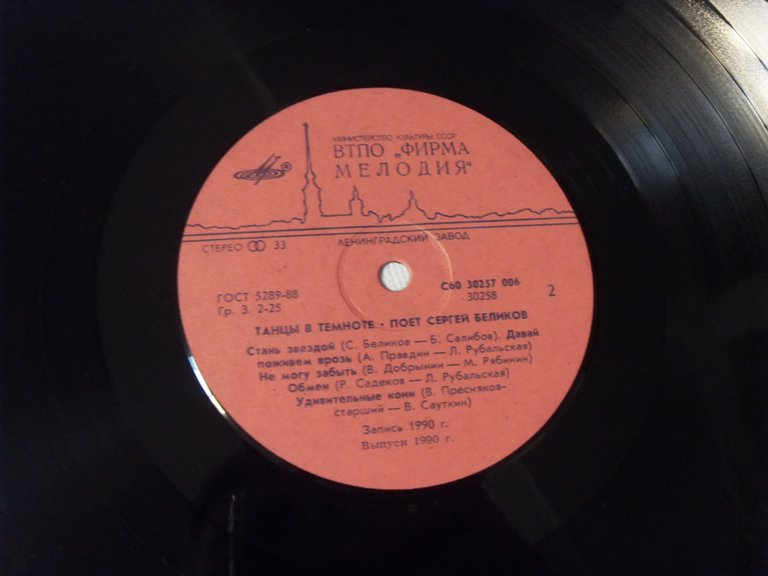 МИНИСТЕРСТВО КУЛЬТУРЫ СССР
ВТПО „ФИРМА
МЕЛОДИЯ“
СТЕРЕО 33
ЛЕНИНГРАДСКИЙ ЗАВОД
ГОСТ 5289-88
Гр. 3. 2-25
С60 30257 006
30258
2
ТАНЦЫ В ТЕМНОТЕ · ПОЕТ СЕРГЕЙ БЕЛИКОВ
Стань звездой (С. Беликов — Б. Салибов). Давай
поживем врозь (А. Правдин — Л. Рубальская)
Не могу забыть (В. Добрынин — М. Рябинин)
Обмен (Р. Садеков — Л. Рубальская)
Удивительные кони (В. Пресняков-
старший — В. Сауткин)
Запись 1990 г.
Выпуск 1990 г.